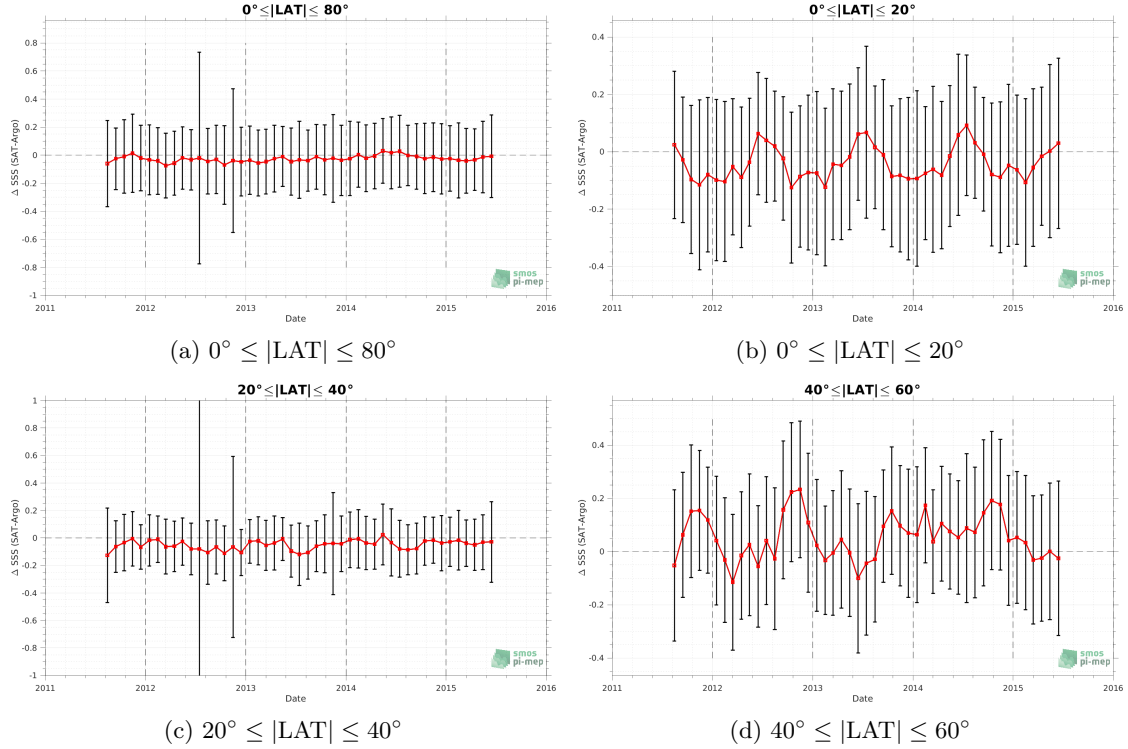 0°≤|LAT|≤ 80°
0.8
0.6
0.4
0.2
0
-0.2
-0.4
-0.6
-0.8
-1
Δ SSS (SAT-Argo)
smos
pi-mep
2011 2012 2013 2014 2015 2016
Date
(a) 0° ≤ |LAT| ≤ 80°
0°≤|LAT|≤ 20°
0.4
0.2
0
-0.2
-0.4
Δ SSS (SAT-Argo)
smos
pi-mep
2011 2012 2013 2014 2015 2016
Date
(b) 0° ≤ |LAT| ≤ 20°
20°≤|LAT|≤ 40°
1
0.8
0.6
0.4
0.2
0
-0.2
-0.4
-0.6
-0.8
-1
Δ SSS (SAT-Argo)
smos
pi-mep
2011 2012 2013 2014 2015 2016
Date
(c) 20° ≤ |LAT| ≤ 40°
40°≤|LAT|≤ 60°
0.4
0.2
0
-0.2
-0.4
Δ SSS (SAT-Argo)
smos
pi-mep
2011 2012 2013 2014 2015 2016
Date
(d) 40° ≤ |LAT| ≤ 60°